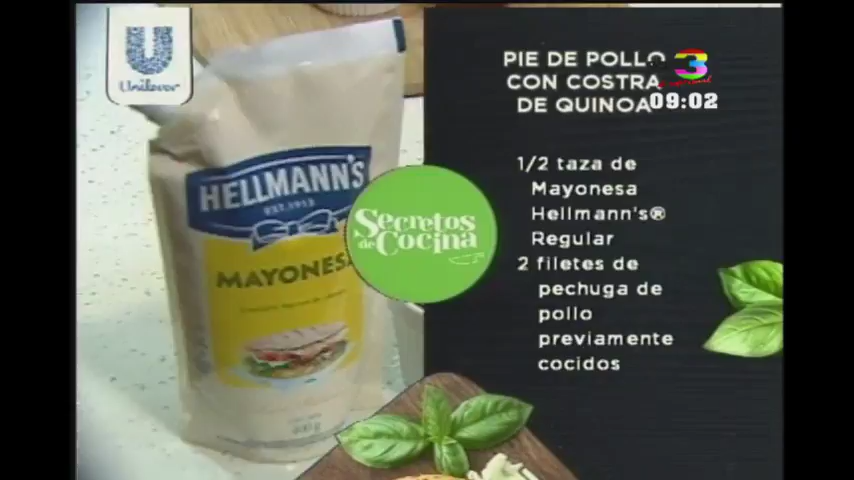 Unilever
PIE DE POLLO
CON COSTRA
DE QUINOA
3
09:02
HELLMANN'S
EST. 1913
MAYONESA
Secretos
de Cocina
1/2 taza de
Mayonesa
Hellmann's®
Regular
2 filetes de
pechuga de
pollo
previamente
cocidos